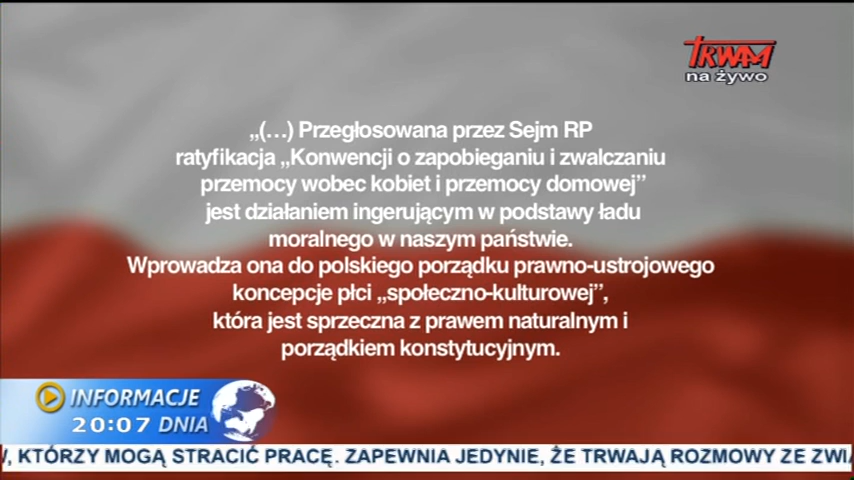 TRWAM
na żywo
„(…) Przegłosowana przez Sejm RP
ratyfikacja „Konwencji o zapobieganiu i zwalczaniu
przemocy wobec kobiet i przemocy domowej”
jest działaniem ingerującym w podstawy ładu
moralnego w naszym państwie.
Wprowadza ona do polskiego porządku prawno-ustrojowego
koncepcje płci „społeczno-kulturowej”,
która jest sprzeczna z prawem naturalnym i
porządkiem konstytucyjnym.
INFORMACJE
20:07 DNIA
, KTÓRZY MOGĄ STRACIĆ PRACĘ. ZAPEWNIA JEDYNIE, ŻE TRWAJĄ ROZMOWY ZE